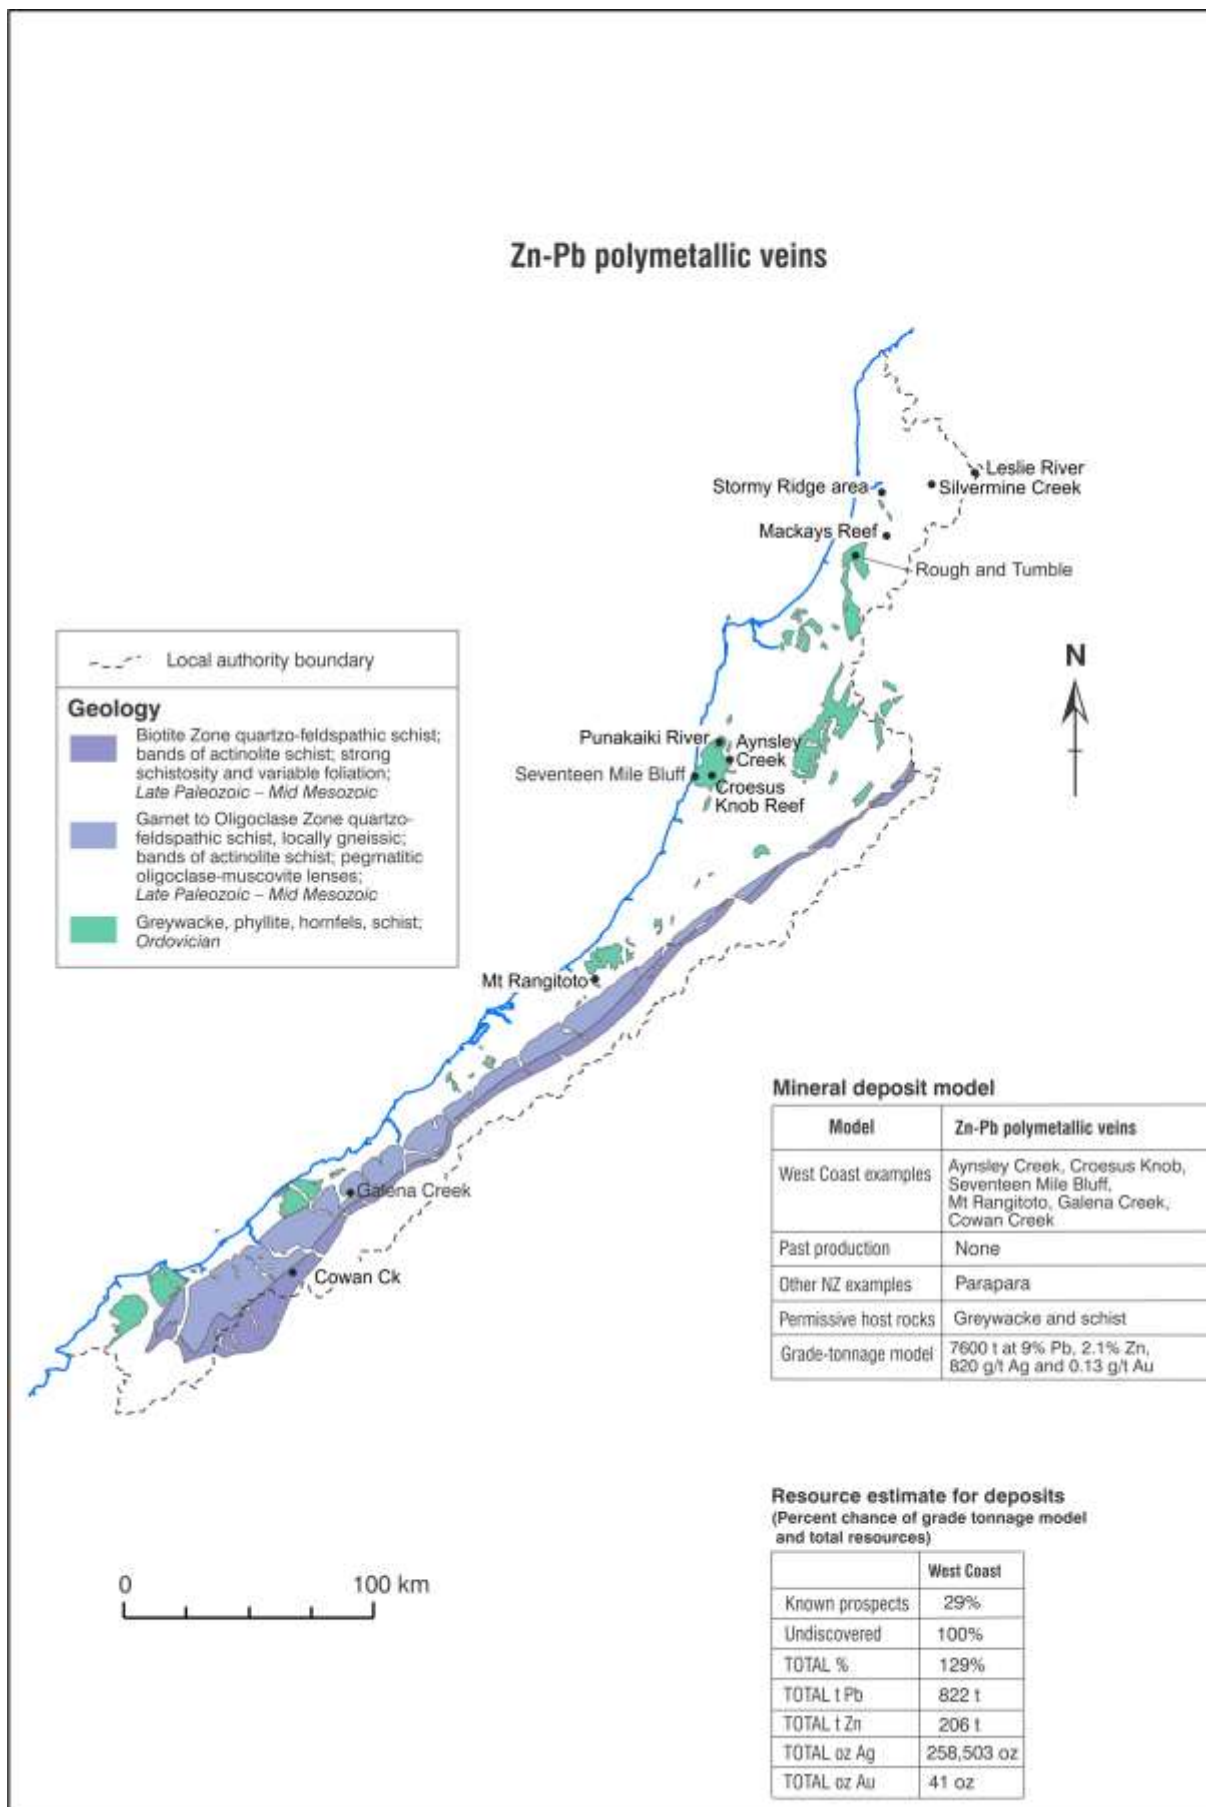 Zn-Pb polymetallic veins
Leslie River
Stormy Ridge area
Silvermine Creek
Mackays Reef
Rough and Tumble
Local authority boundary
Geology
Biotite Zone quartzo-feldspathic schist;
bands of actinolite schist; strong
schistosity and variable foliation;
Late Paleozoic – Mid Mesozoic
Garnet to Oligoclase Zone quartzo-
feldspathic schist, locally gneissic;
bands of actinolite schist; pegmatitic
oligoclase-muscovite lenses;
Late Paleozoic – Mid Mesozoic
Greywacke, phyllite, hornfels, schist;
Ordovician
N
Punakaiki River
Aynsley
Creek
Seventeen Mile Bluff
Croesus
Knob Reef
Mt Rangitoto
Galena Creek
Cowan Ck
Mineral deposit model
Model Zn-Pb polymetallic veins
West Coast examples Aynsley Creek, Croesus Knob,
Seventeen Mile Bluff,
Mt Rangitoto, Galena Creek,
Cowan Creek
Past production None
Other NZ examples Parapara
Permissive host rocks Greywacke and schist
Grade-tonnage model 7600 t at 9% Pb, 2.1% Zn,
820 g/t Ag and 0.13 g/t Au
Resource estimate for deposits
(Percent chance of grade tonnage model
and total resources)
West Coast
Known prospects 29%
Undiscovered 100%
TOTAL % 129%
TOTAL t Pb 822 t
TOTAL t Zn 206 t
TOTAL oz Ag 258,503 oz
TOTAL oz Au 41 oz
0 100 km